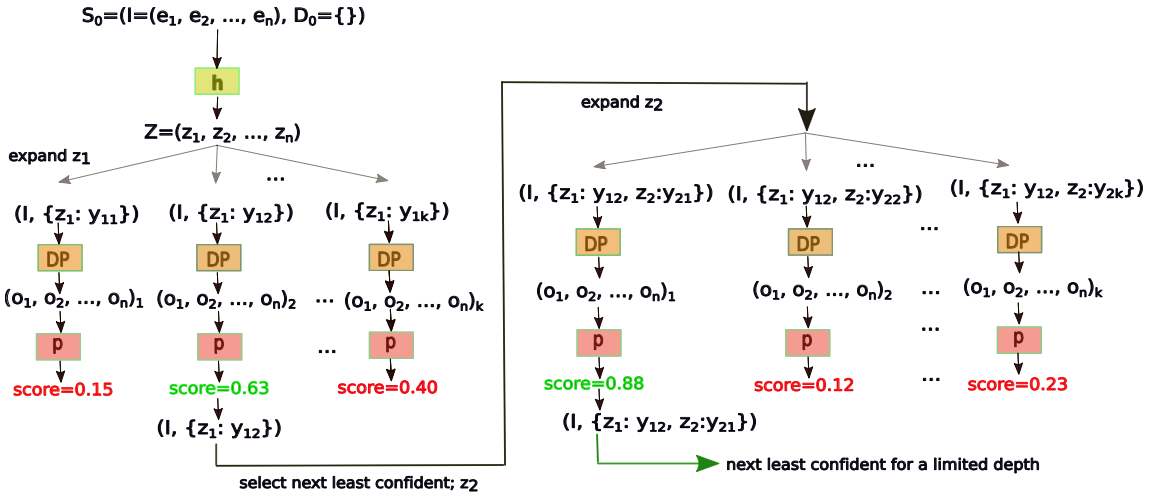 S₀=(I=(e₁, e₂, ..., eₙ), D₀={})
h
Z=(z₁, z₂, ..., zₙ)
expand z₁
...
(I, {z₁: y₁₁}) (I, {z₁: y₁₂}) (I, {z₁: y₁ₖ})
DP DP DP
(o₁, o₂, ..., oₙ)₁ (o₁, o₂, ..., oₙ)₂ ... (o₁, o₂, ..., oₙ)ₖ
p p ... p
score=0.15 score=0.63 score=0.40
(I, {z₁: y₁₂})
select next least confident; z₂
expand z₂
...
(I, {z₁: y₁₂, z₂:y₂₁}) (I, {z₁: y₁₂, z₂:y₂₂}) ... (I, {z₁: y₁₂, z₂:y₂ₖ})
DP DP DP
(o₁, o₂, ..., oₙ)₁ (o₁, o₂, ..., oₙ)₂ ... (o₁, o₂, ..., oₙ)ₖ
p p ... p
score=0.88 score=0.12 ... score=0.23
(I, {z₁: y₁₂, z₂:y₂₁})
next least confident for a limited depth